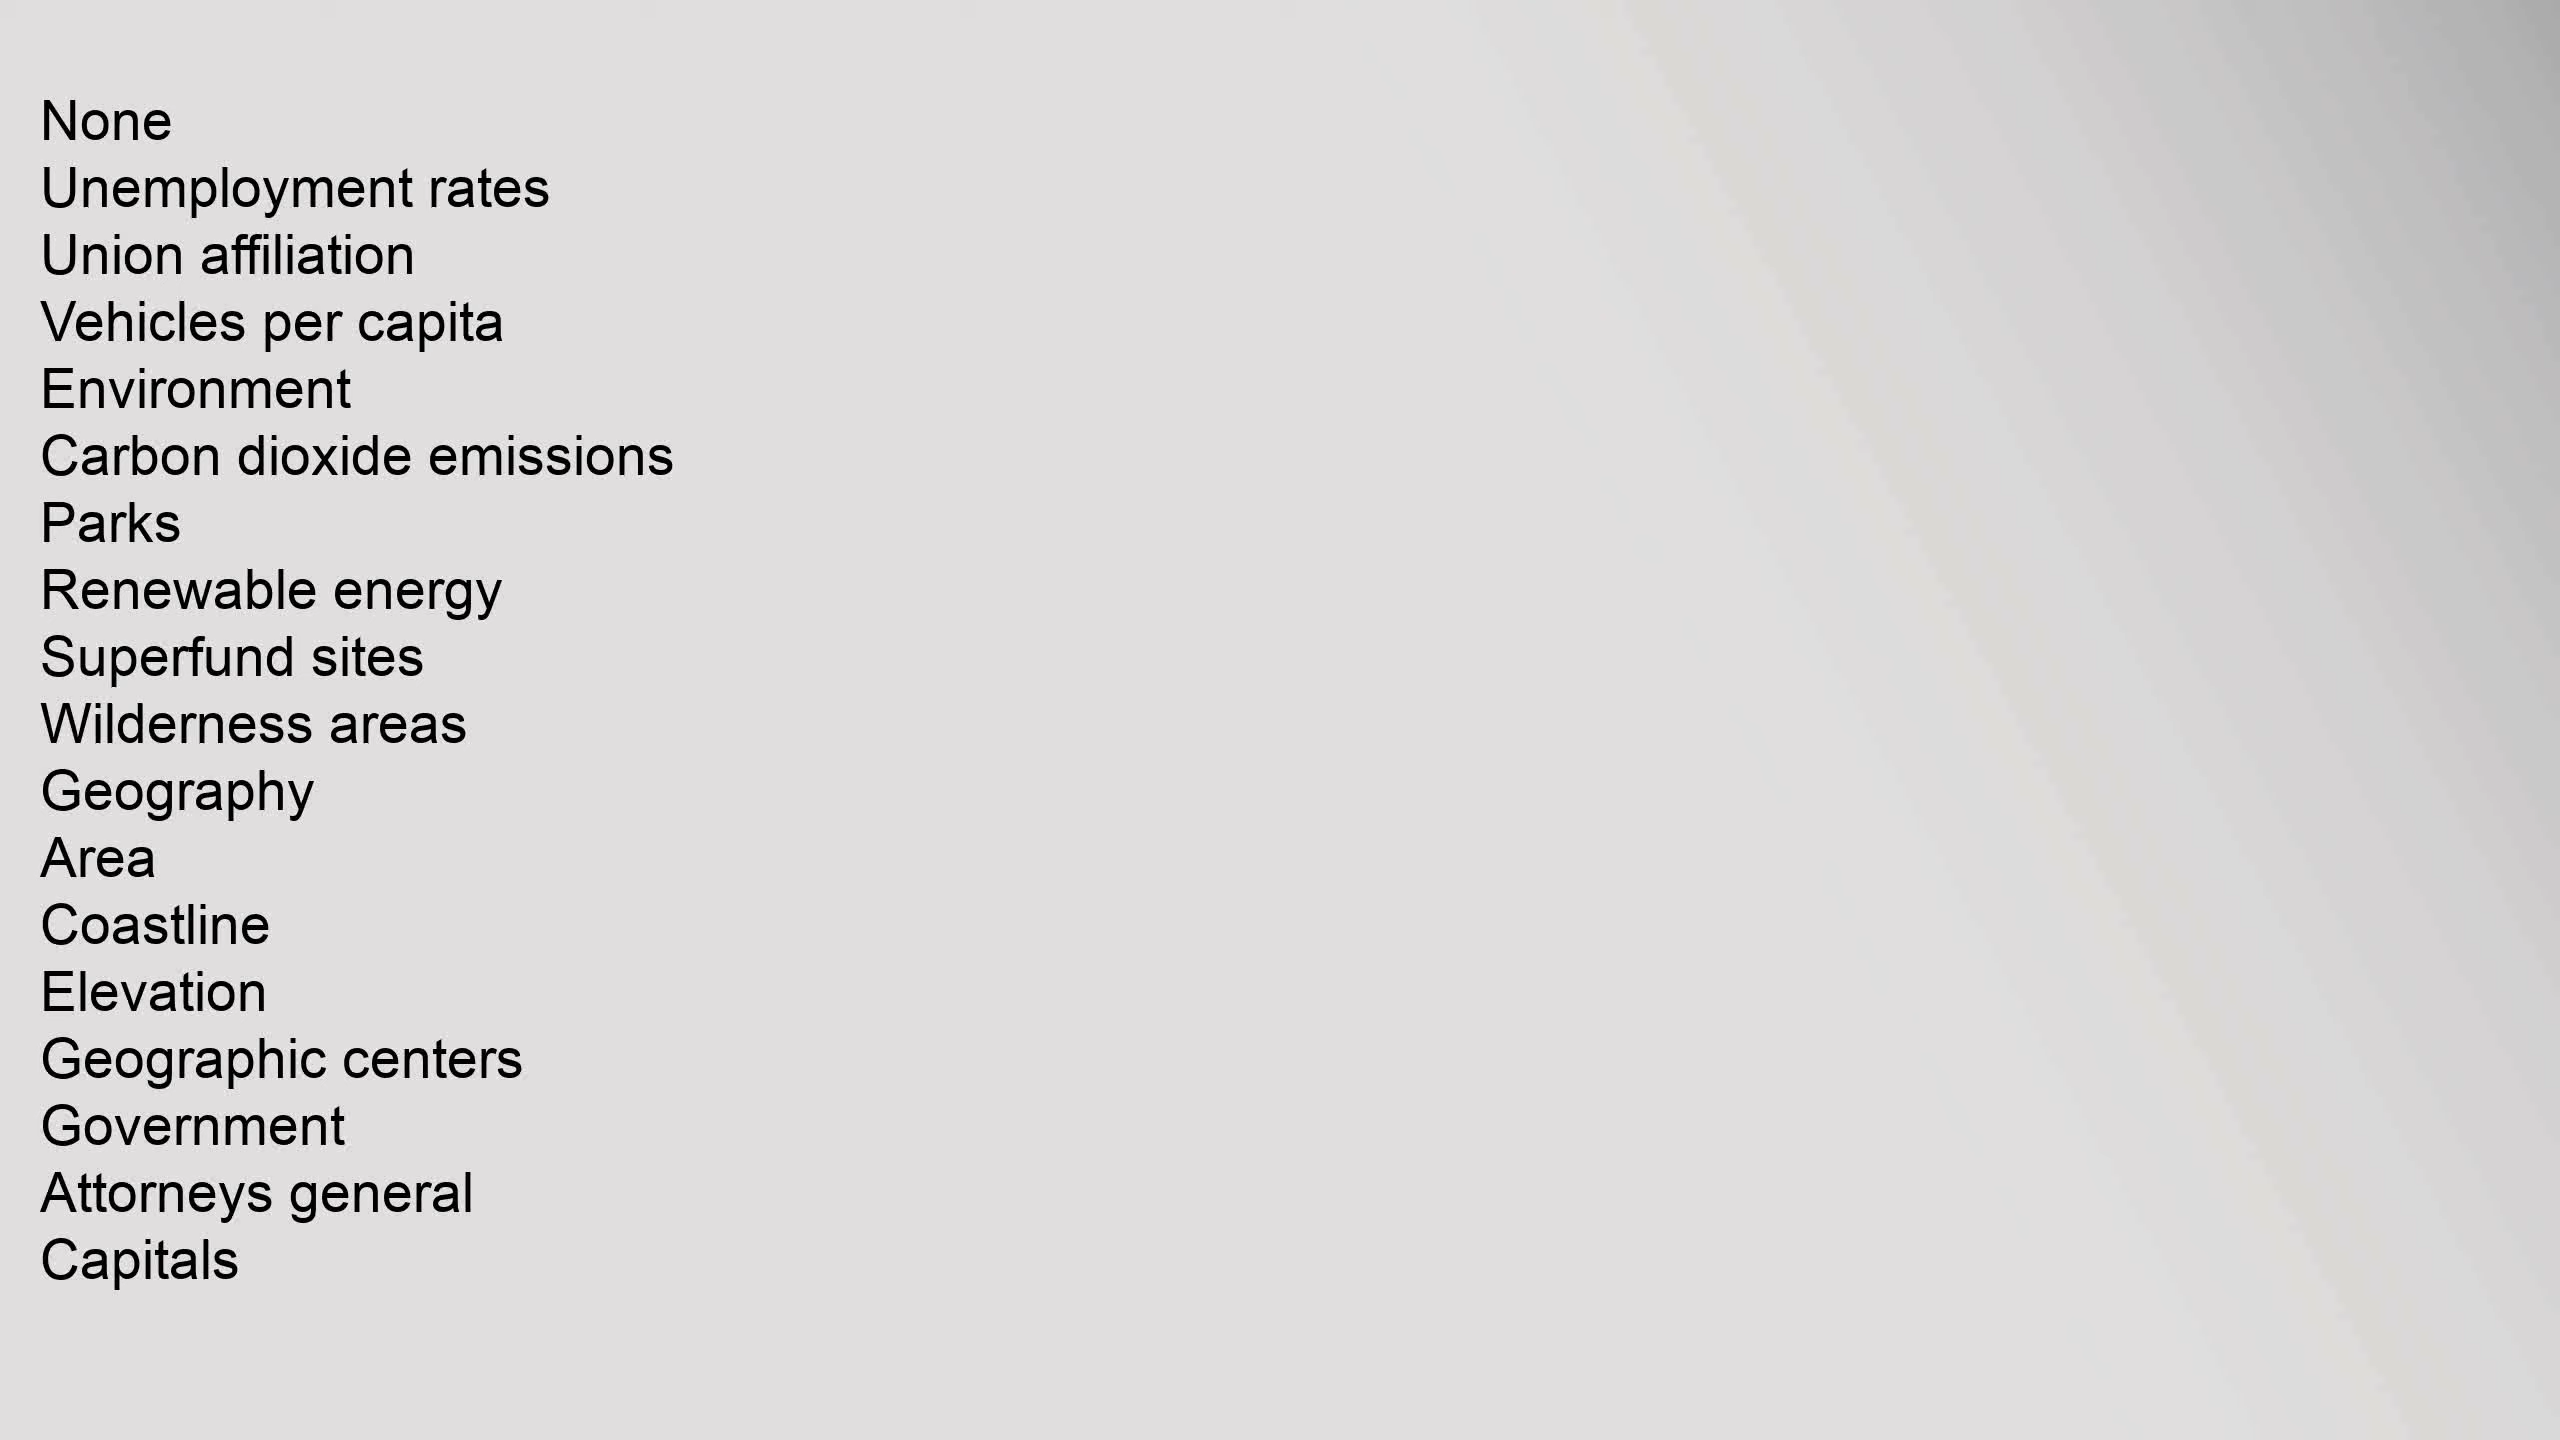 None
Unemployment rates
Union affiliation
Vehicles per capita
Environment
Carbon dioxide emissions
Parks
Renewable energy
Superfund sites
Wilderness areas
Geography
Area
Coastline
Elevation
Geographic centers
Government
Attorneys general
Capitals